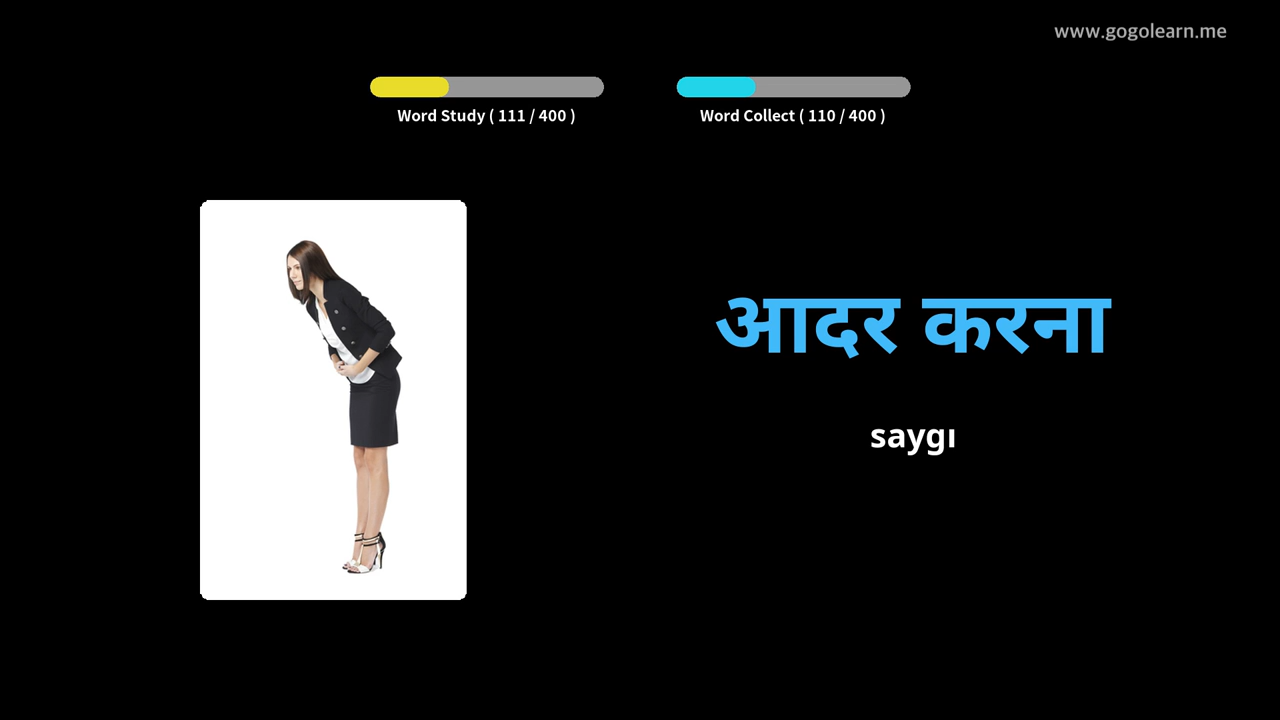 www.gogolearn.me
Word Study ( 111 / 400 )
Word Collect ( 110 / 400 )
आदर करना
saygı